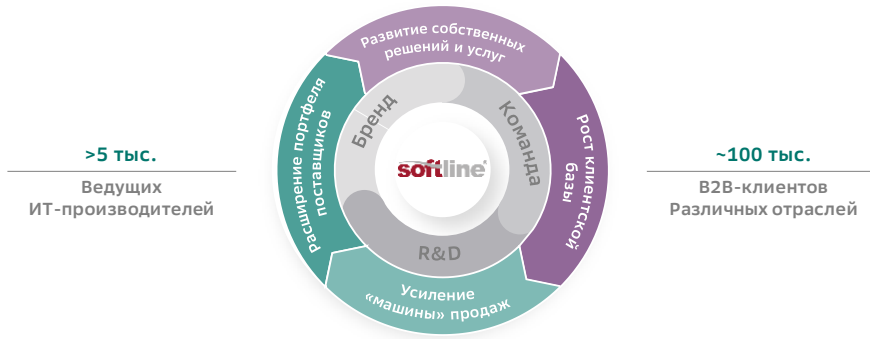 Развитие собственных
решений и услуг
Расширение портфеля
поставщиков
Бренд
Команда
Рост клиентской
базы
>5 тыс.
Ведущих
ИТ-производителей
softline®
~100 тыс.
B2B-клиентов
Различных отраслей
R&D
Усиление
«машины» продаж